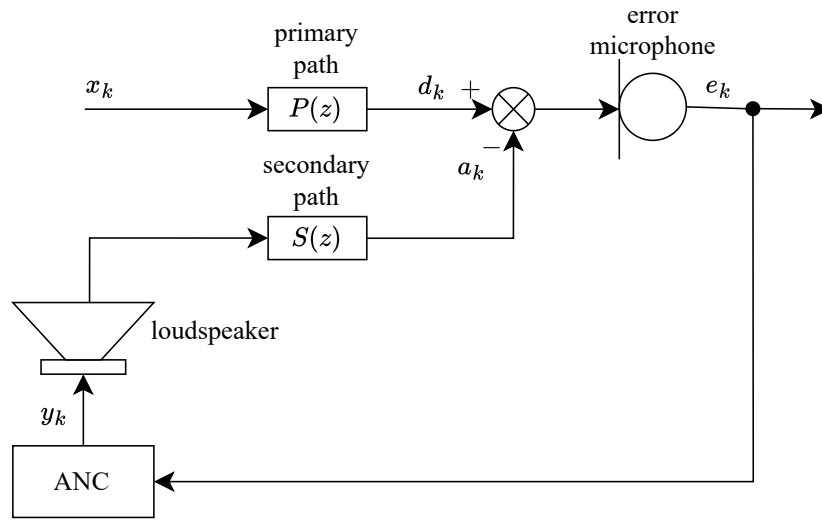 error
microphone
primary
path
x_k
P(z)
d_k
+
e_k
−
a_k
secondary
path
S(z)
loudspeaker
y_k
ANC